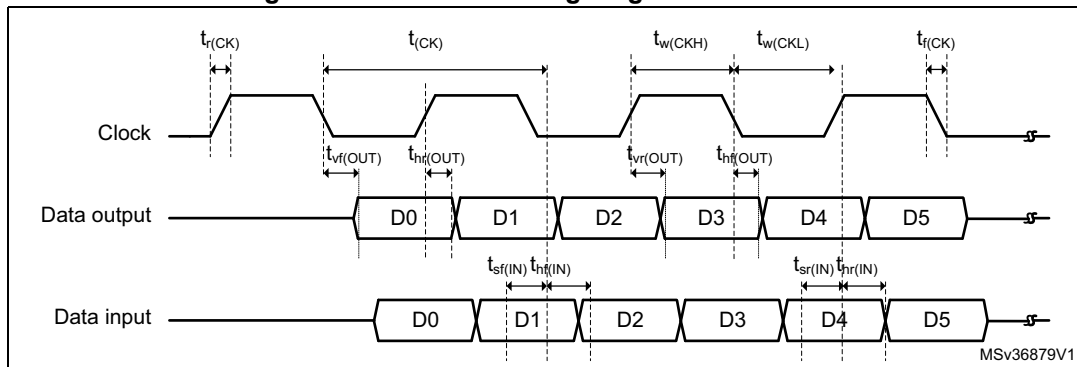 t_r(CK) t_(CK) t_w(CKH) t_w(CKL) t_f(CK)
Clock
t_vf(OUT) t_hr(OUT) t_vr(OUT) t_hf(OUT)
Data output D0 D1 D2 D3 D4 D5
t_sf(IN) t_hf(IN) t_sr(IN) t_hr(IN)
Data input D0 D1 D2 D3 D4 D5
MSv36879V1